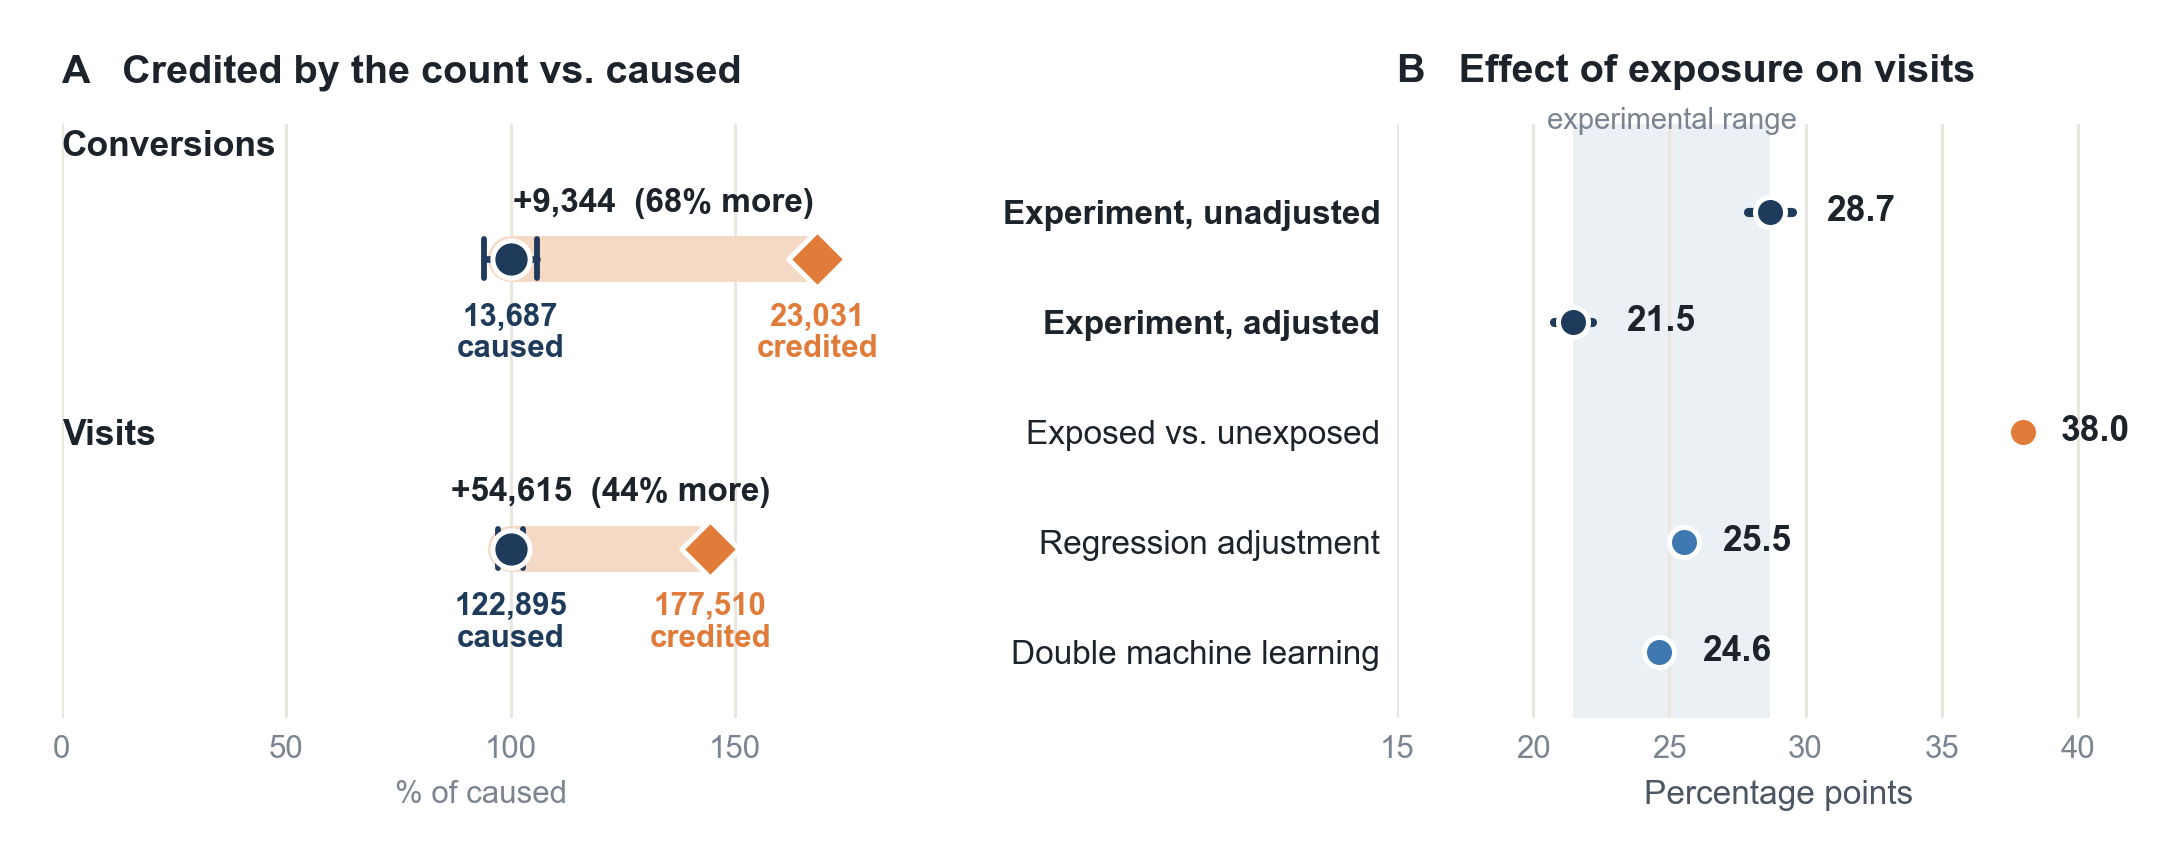 A Credited by the count vs. caused
Conversions
+9,344 (68% more)
13,687
caused
23,031
credited
Visits
+54,615 (44% more)
122,895
caused
177,510
credited
0 50 100 150
% of caused
B Effect of exposure on visits
experimental range
Experiment, unadjusted 28.7
Experiment, adjusted 21.5
Exposed vs. unexposed 38.0
Regression adjustment 25.5
Double machine learning 24.6
15 20 25 30 35 40
Percentage points